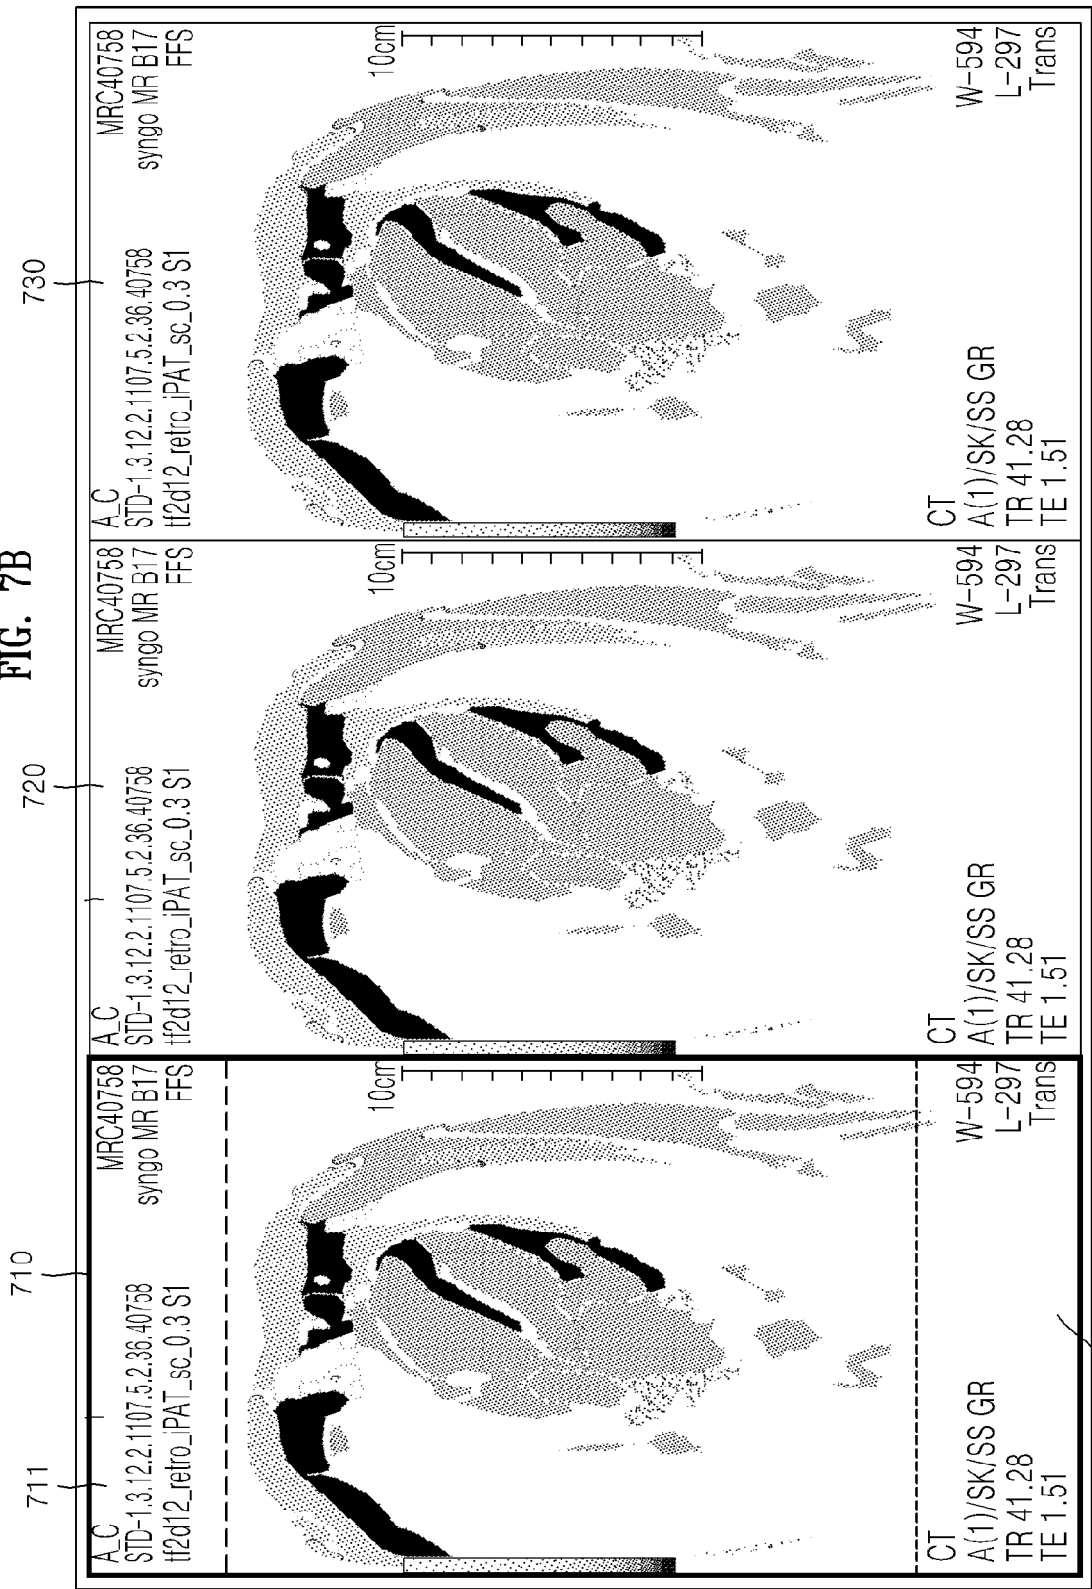 FIG. 7B
711
710
720
730
A_C
STD-1.3.12.2.1107.5.2.36.40758
tf2d12_retro_iPAT_sc_0.3 S1
MRC40758
syngo MR B17
FFS
10cm
CT
A(1)/SK/SS GR
TR 41.28
TE 1.51
W-594
L-297
Trans
A_C
STD-1.3.12.2.1107.5.2.36.40758
tf2d12_retro_iPAT_sc_0.3 S1
MRC40758
syngo MR B17
FFS
10cm
CT
A(1)/SK/SS GR
TR 41.28
TE 1.51
W-594
L-297
Trans
A_C
STD-1.3.12.2.1107.5.2.36.40758
tf2d12_retrc_iPAT_sc_0.3 S1
MRC40758
syngo MR B17
FFS
10cm
CT
A(1)/SK/SS GR
TR 41.28
TE 1.51
W-594
L-297
Trans